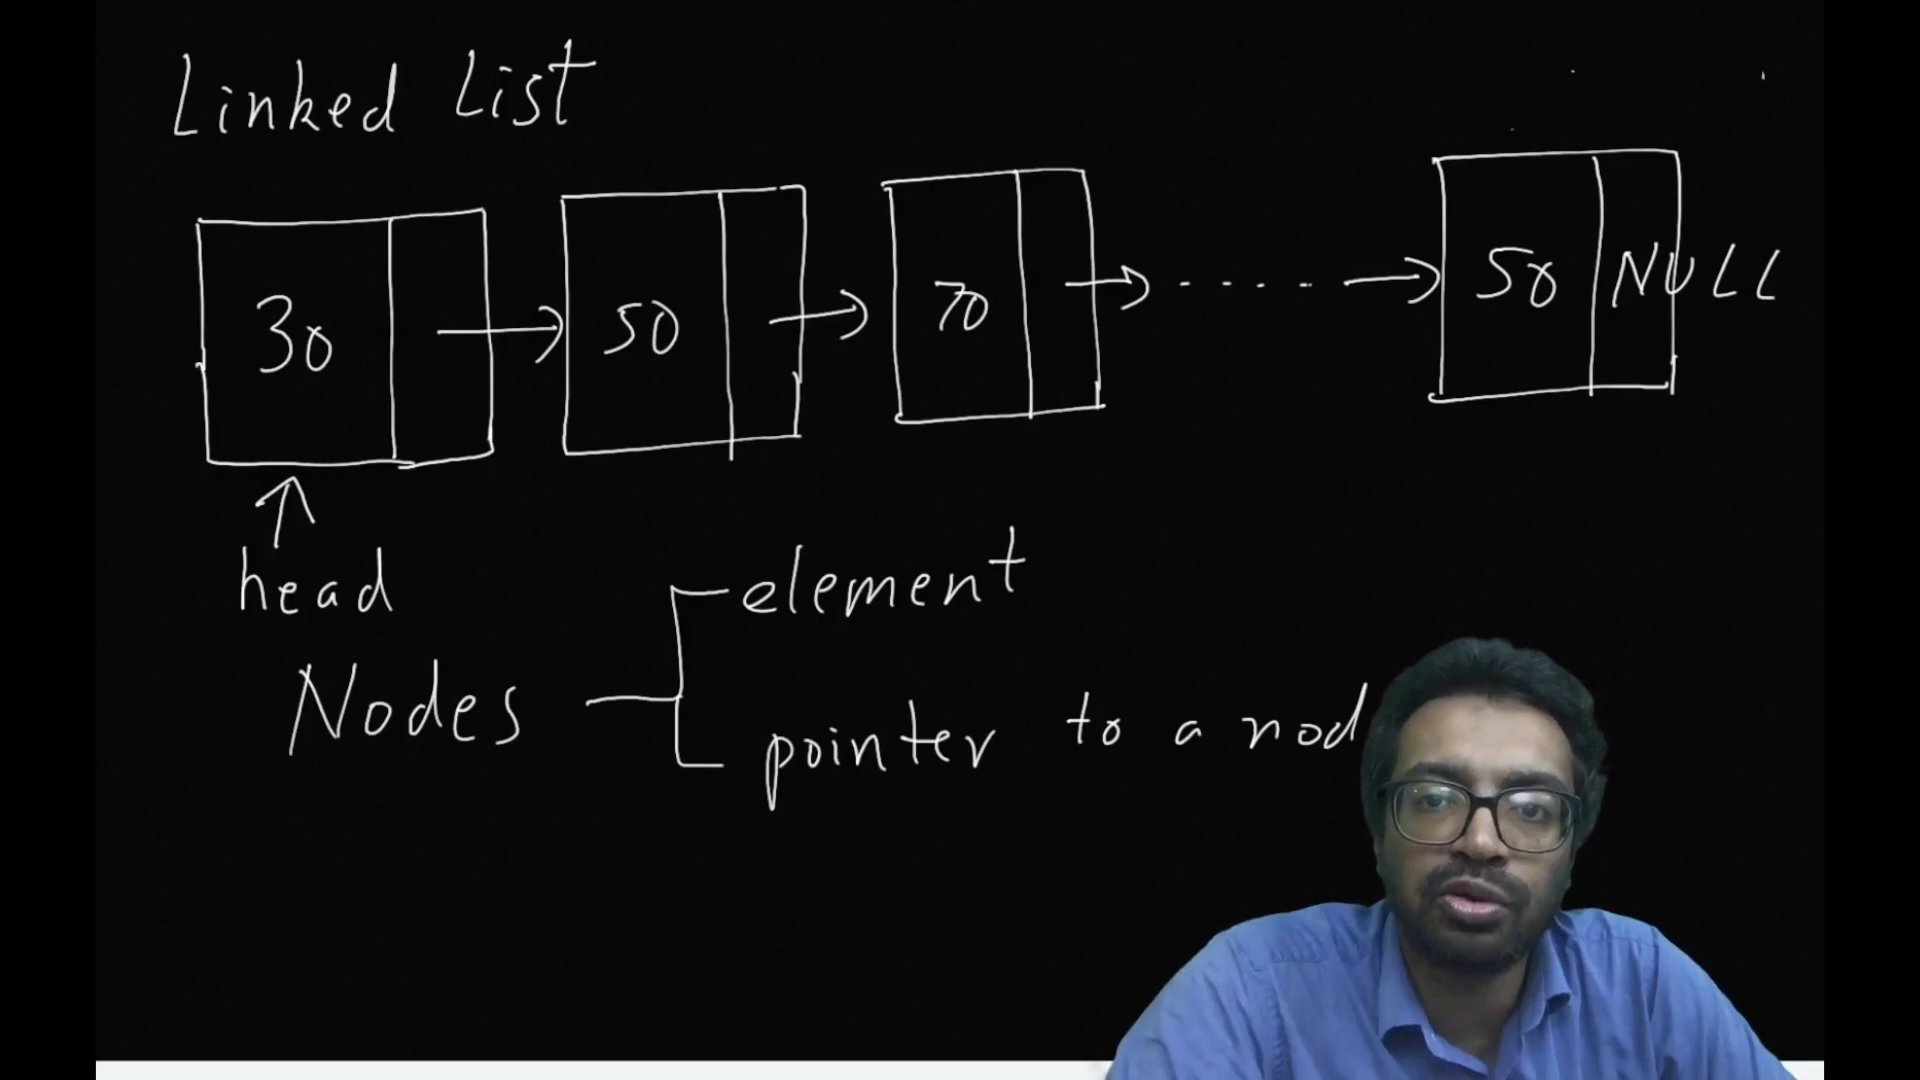 Linked List
30 50 70 ..... 50 NULL
head
element
Nodes
pointer to a nod